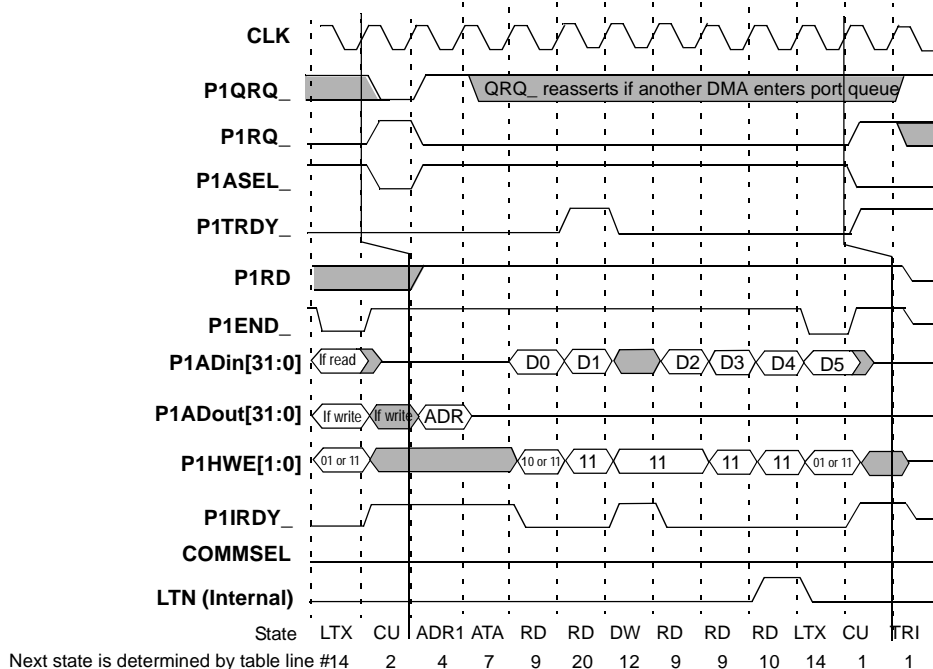 CLK
P1QRQ_
QRQ_ reasserts if another DMA enters port queue
P1RQ_
P1ASEL_
P1TRDY_
P1RD
P1END_
P1ADin[31:0] If read D0 D1 D2 D3 D4 D5
P1ADout[31:0] If write If write ADR
P1HWE[1:0] 01 or 11 10 or 11 11 11 11 11 01 or 11
P1IRDY_
COMMSEL
LTN (Internal)
State LTX CU ADR1 ATA RD RD DW RD RD RD LTX CU TRI
Next state is determined by table line #14 2 4 7 9 20 12 9 9 10 14 1 1